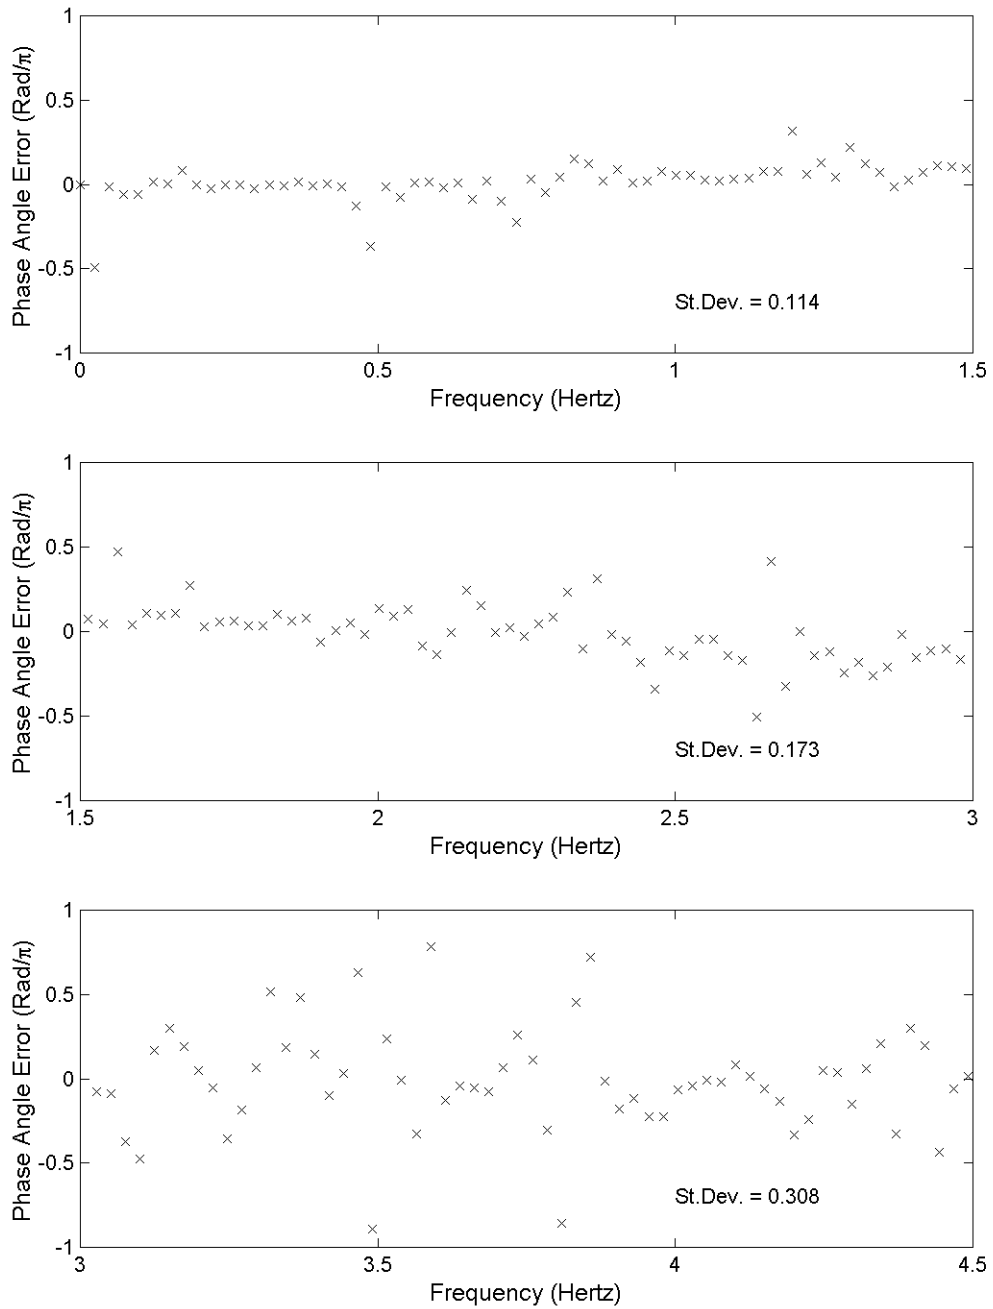 1
0.5
0
-0.5
-1
Phase Angle Error (Rad/π)
St.Dev. = 0.114
0 0.5 1 1.5
Frequency (Hertz)
1
0.5
0
-0.5
-1
Phase Angle Error (Rad/π)
St.Dev. = 0.173
1.5 2 2.5 3
Frequency (Hertz)
1
0.5
0
-0.5
-1
Phase Angle Error (Rad/π)
St.Dev. = 0.308
3 3.5 4 4.5
Frequency (Hertz)